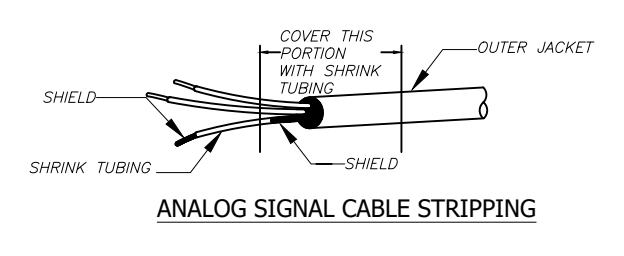 COVER THIS
PORTION
WITH SHRINK
TUBING
OUTER JACKET
SHIELD
SHRINK TUBING
SHIELD
ANALOG SIGNAL CABLE STRIPPING